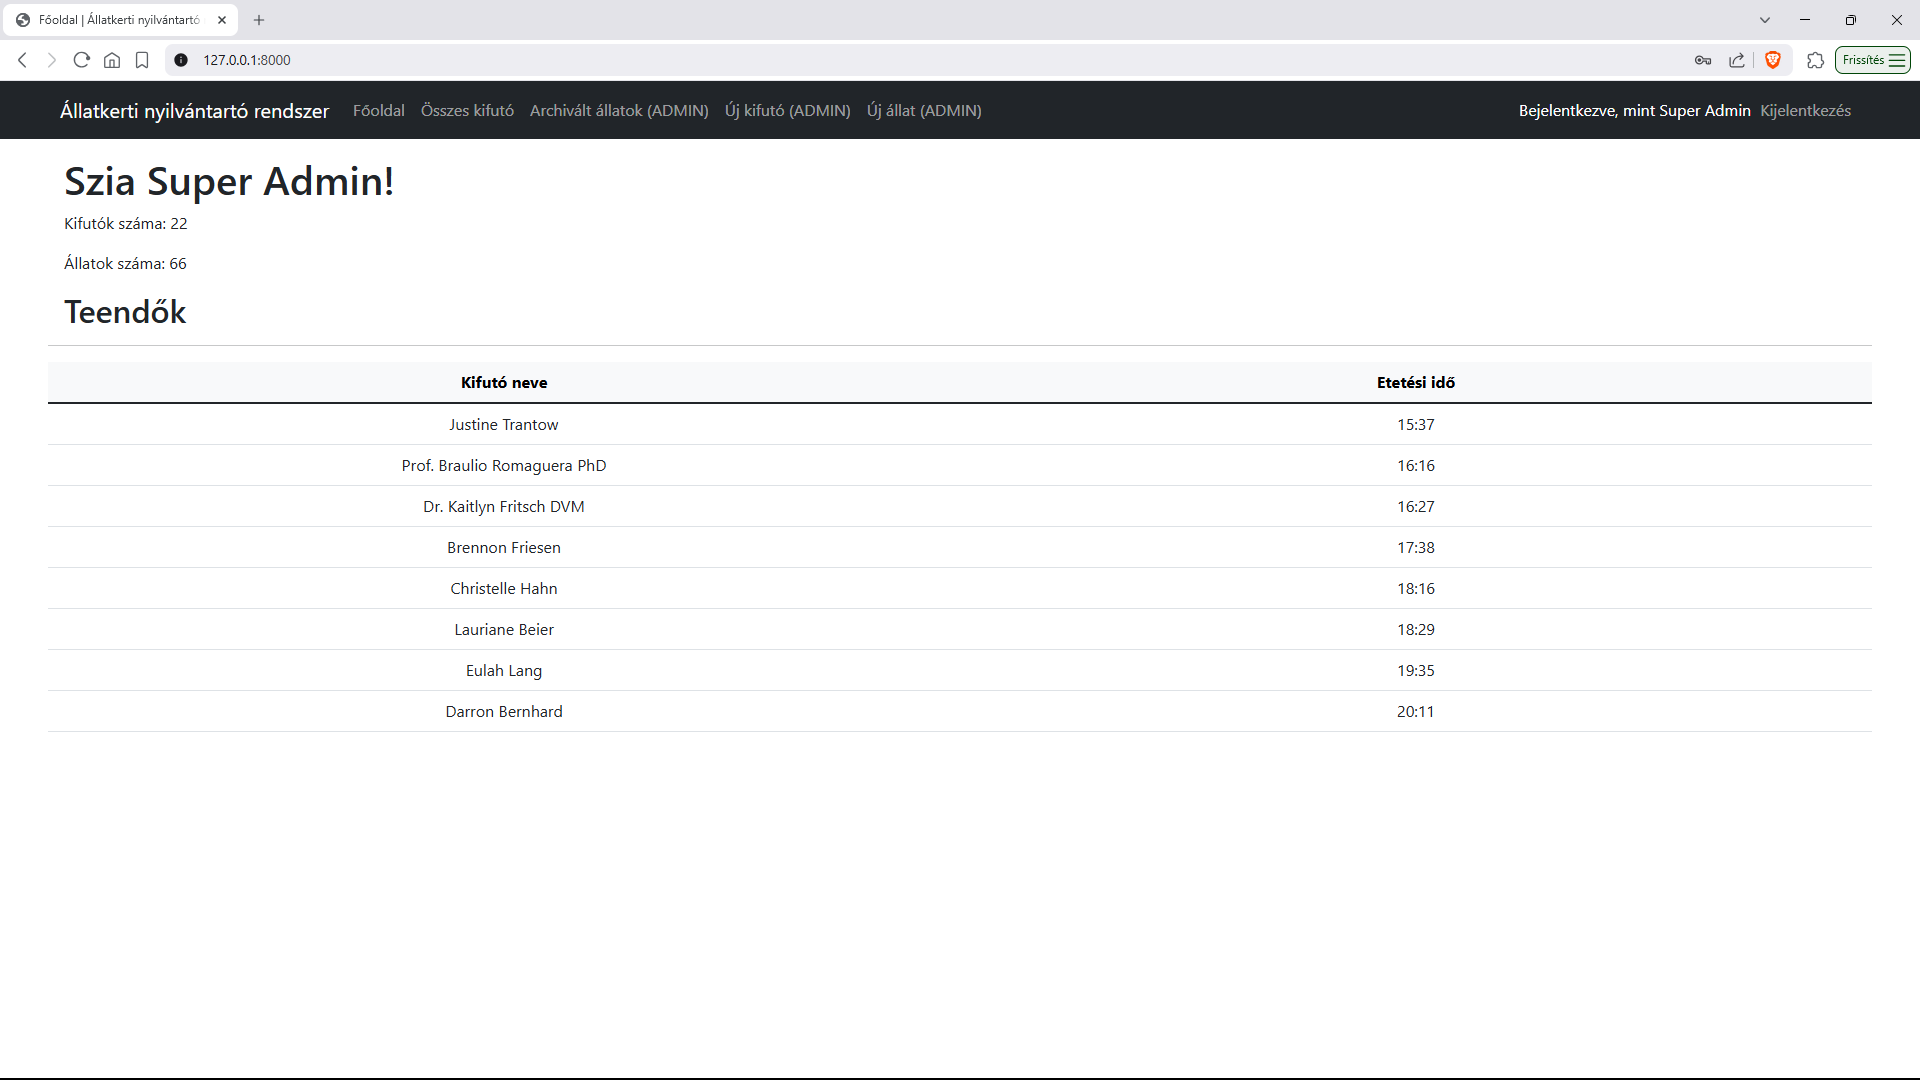 Főoldal | Állatkerti nyilvántartó
127.0.0.1:8000
Frissítés
Állatkerti nyilvántartó rendszer Főoldal Összes kifutó Archivált állatok (ADMIN) Új kifutó (ADMIN) Új állat (ADMIN) Bejelentkezve, mint Super Admin Kijelentkezés
Szia Super Admin!
Kifutók száma: 22
Állatok száma: 66
Teendők
Kifutó neve Etetési idő
Justine Trantow 15:37
Prof. Braulio Romaguera PhD 16:16
Dr. Kaitlyn Fritsch DVM 16:27
Brennon Friesen 17:38
Christelle Hahn 18:16
Lauriane Beier 18:29
Eulah Lang 19:35
Darron Bernhard 20:11